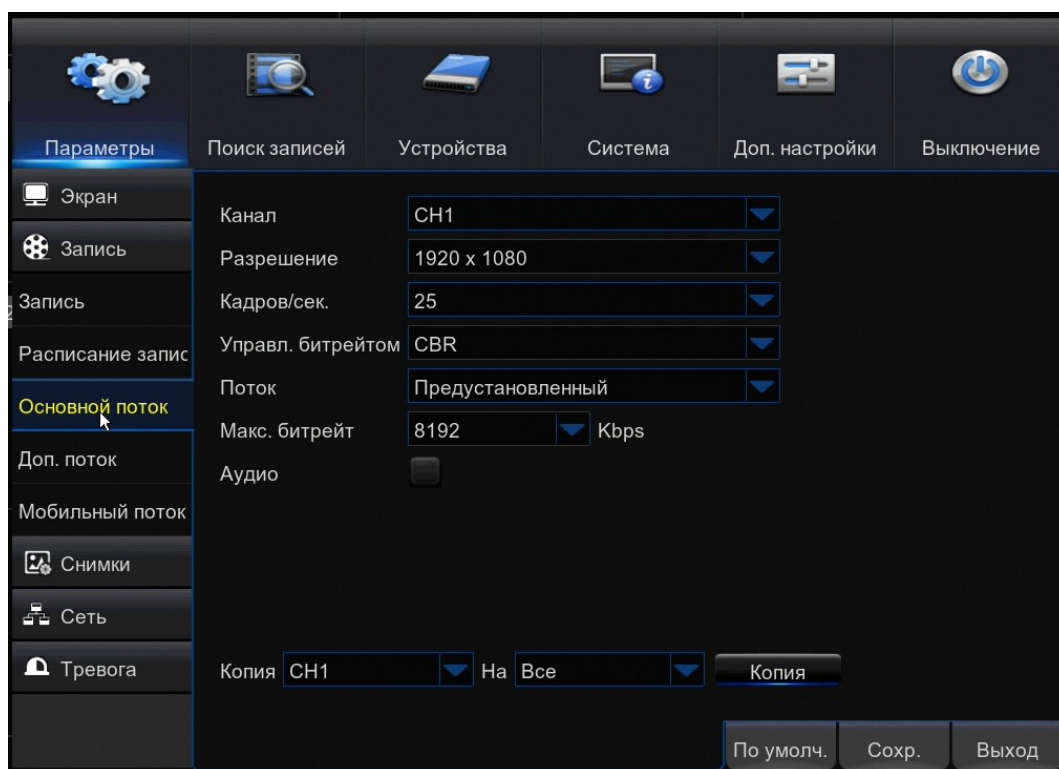 Параметры
Поиск записей
Устройства
Система
Доп. настройки
Выключение
Экран
Запись
Запись
Расписание запис
Основной поток
Доп. поток
Мобильный поток
Снимки
Сеть
Тревога
Канал CH1
Разрешение 1920 x 1080
Кадров/сек. 25
Управл. битрейтом CBR
Поток Предустановленный
Макс. битрейт 8192 Kbps
Аудио
Копия CH1 На Все Копия
По умолч. Сохр. Выход